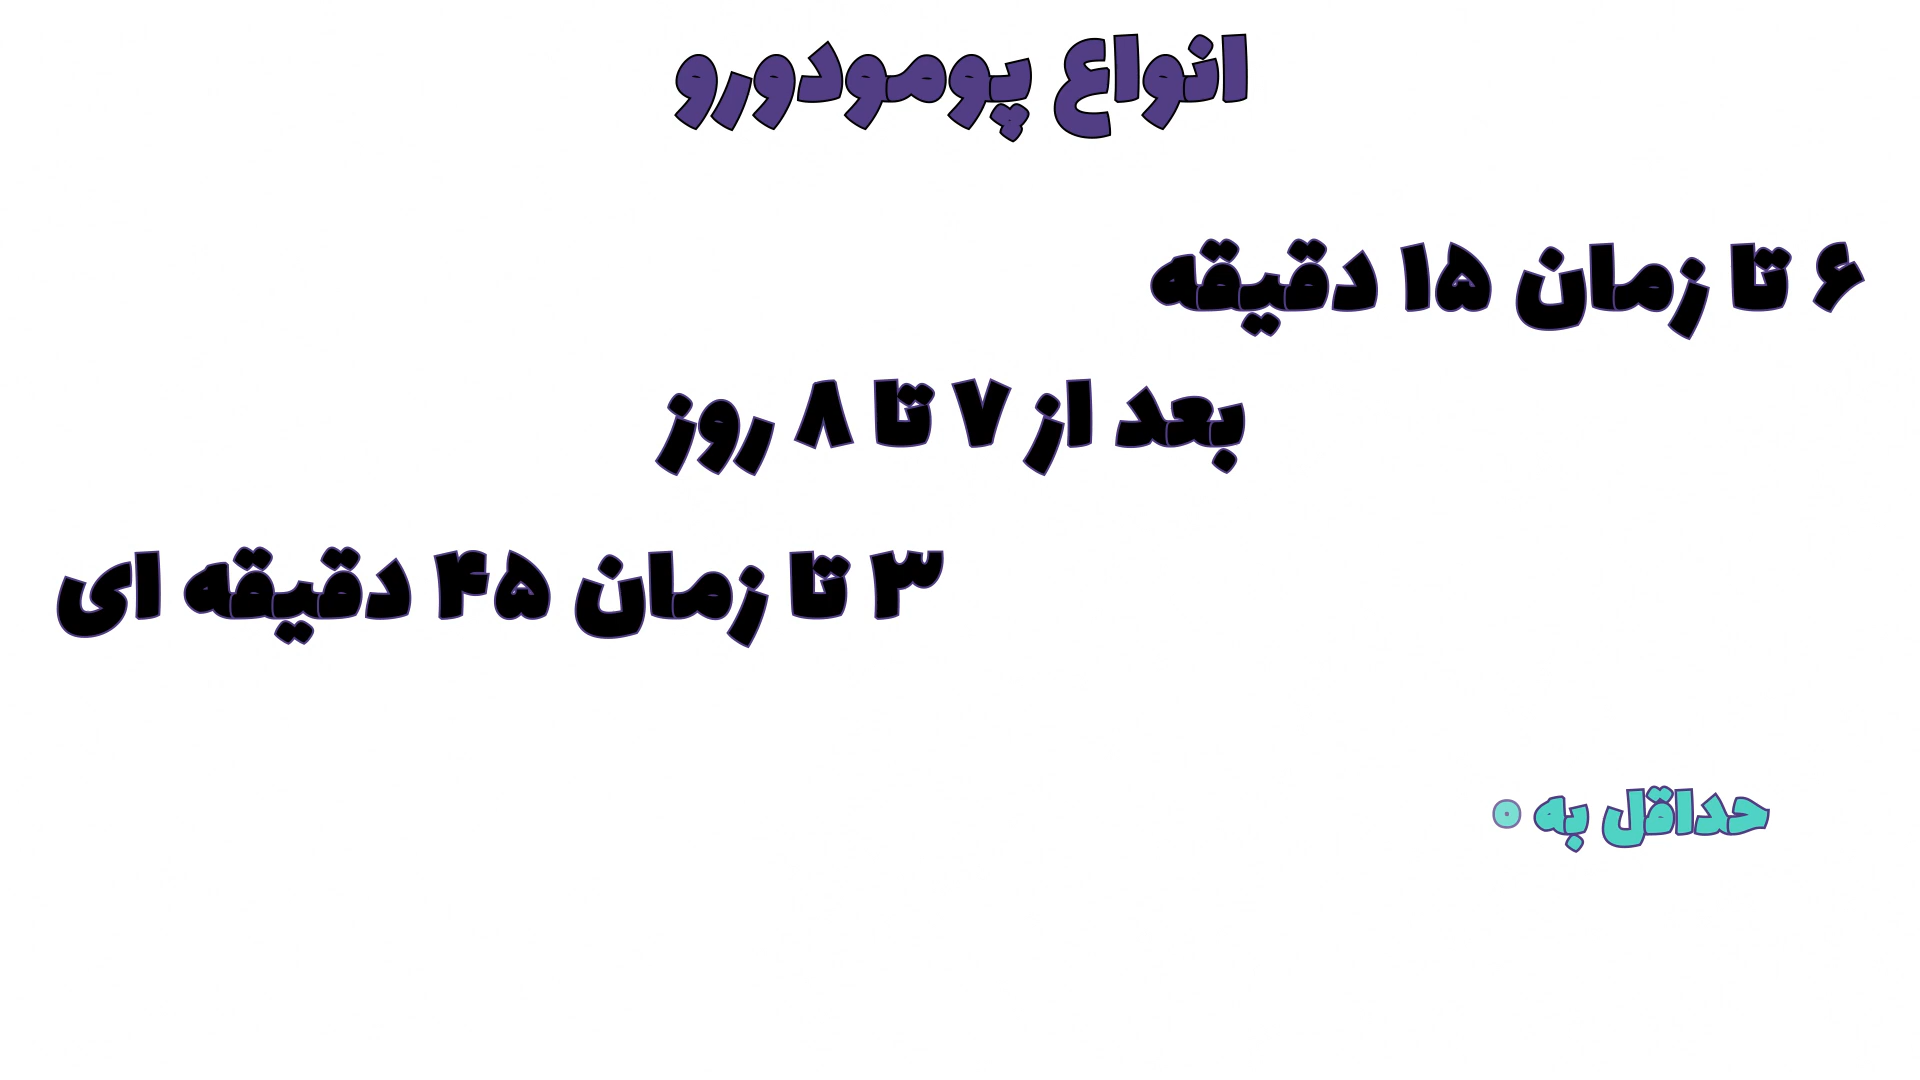 انواع پومودورو
۶ تا زمان ۱۵ دقیقه
بعد از ۷ تا ۸ روز
۳ تا زمان ۴۵ دقیقه ای
حداقل به